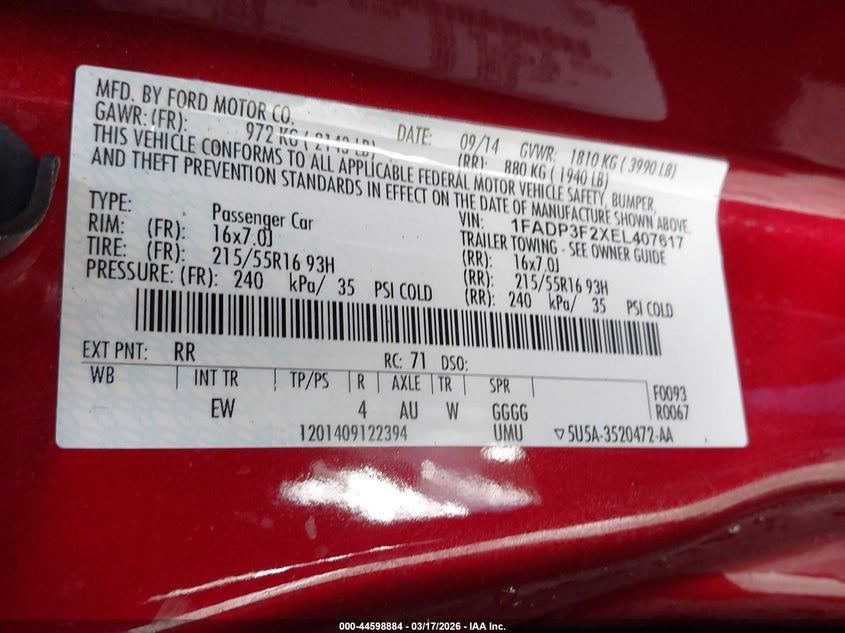 MFD. BY FORD MOTOR CO.
DATE: 09/14 GVWR: 1810 KG ( 3990 LB)
GAWR: (FR): 972 KG ( 2143 LB) (RR): 880 KG ( 1940 LB)
THIS VEHICLE CONFORMS TO ALL APPLICABLE FEDERAL MOTOR VEHICLE SAFETY, BUMPER,
AND THEFT PREVENTION STANDARDS IN EFFECT ON THE DATE OF MANUFACTURE SHOWN ABOVE.
VIN: 1FADP3F2XEL407617
TYPE: Passenger Car TRAILER TOWING - SEE OWNER GUIDE
RIM: (FR): 16x7.0J (RR): 16x7.0J
TIRE: (FR): 215/55R16 93H (RR): 215/55R16 93H
PRESSURE: (FR): 240 kPa/ 35 PSI COLD (RR): 240 kPa/ 35 PSI COLD
EXT PNT: RR RC: 71 DSO:
WB INT TR TP/PS R AXLE TR SPR F0093
EW 4 AU W GGGG R0067
1201409122394 UMU ▽ 5U5A-3520472-AA
000-44598884 / 03/17/2026 - IAA Inc.